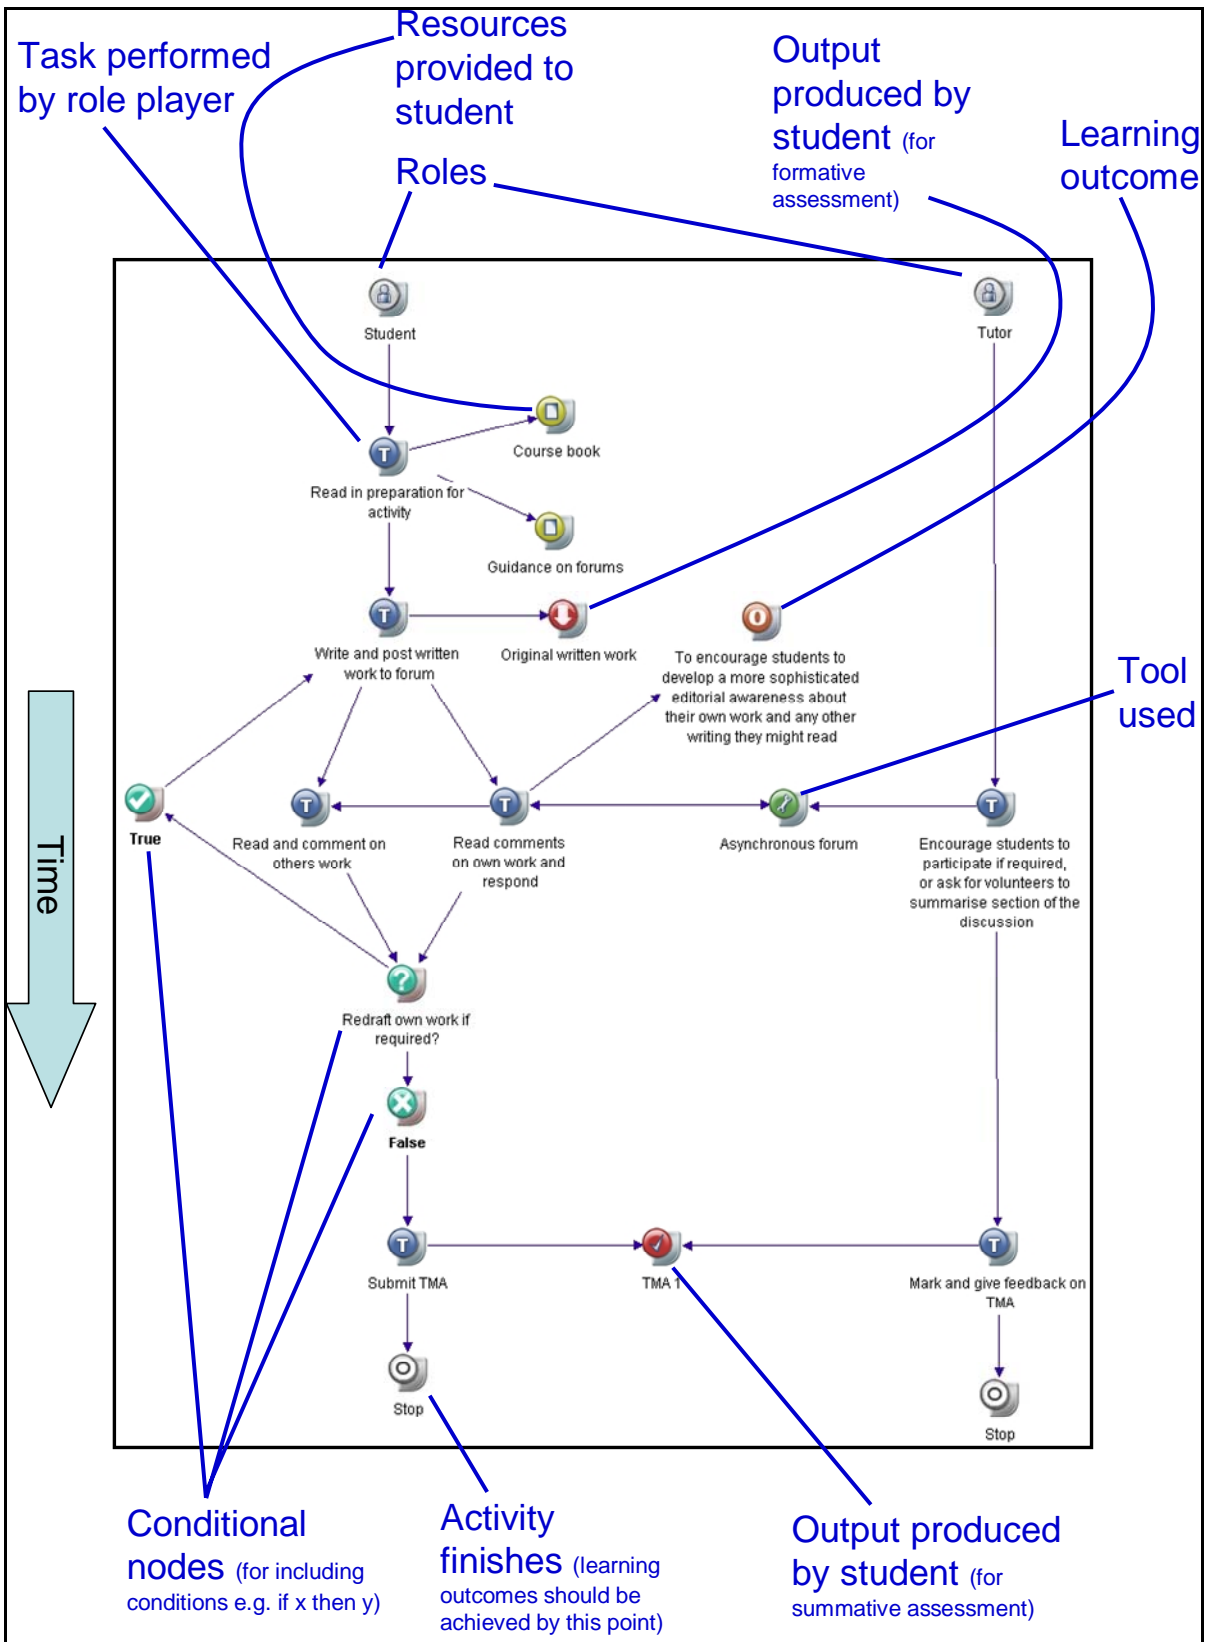 Task performed
by role player
Resources
provided to
student
Roles
Output
produced by
student (for
formative
assessment)
Learning
outcome
Student
Tutor
Course book
Read in preparation for
activity
Guidance on forums
Write and post written
work to forum
Original written work
To encourage students to
develop a more sophisticated
editorial awareness about
their own work and any other
writing they might read
Tool
used
Time
True
Read and comment on
others work
Read comments
on own work and
respond
Asynchronous forum
Encourage students to
participate if required,
or ask for volunteers to
summarise section of the
discussion
Redraft own work if
required?
False
Submit TMA
TMA 1
Mark and give feedback on
TMA
Stop
Stop
Conditional
nodes (for including
conditions e.g. if x then y)
Activity
finishes (learning
outcomes should be
achieved by this point)
Output produced
by student (for
summative assessment)